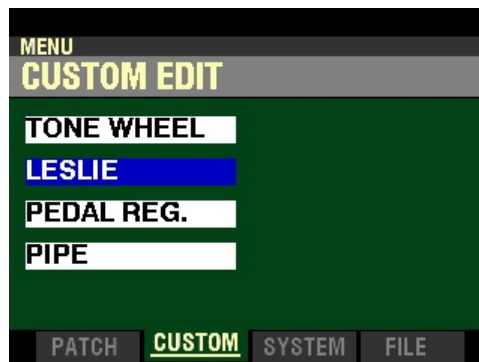 MENU
CUSTOM EDIT
TONE WHEEL
LESLIE
PEDAL REG.
PIPE
PATCH CUSTOM SYSTEM FILE